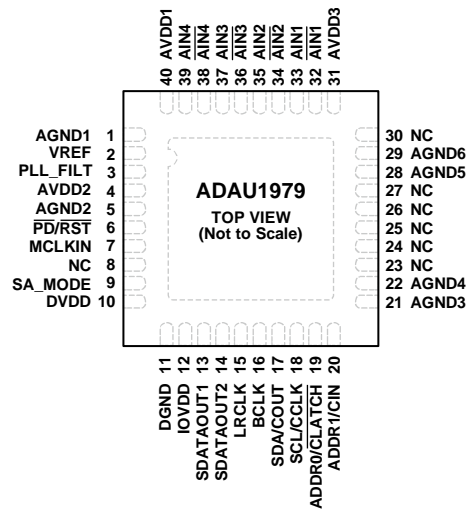 40 AVDD1
39 AIN4
38 AIN4
37 AIN3
36 AIN3
35 AIN2
34 AIN2
33 AIN1
32 AIN1
31 AVDD3
AGND1 1
VREF 2
PLL_FILT 3
AVDD2 4
AGND2 5
PD/RST 6
MCLKIN 7
NC 8
SA_MODE 9
DVDD 10
ADAU1979
TOP VIEW
(Not to Scale)
30 NC
29 AGND6
28 AGND5
27 NC
26 NC
25 NC
24 NC
23 NC
22 AGND4
21 AGND3
DGND 11
IOVDD 12
SDATAOUT1 13
SDATAOUT2 14
LRCLK 15
BCLK 16
SDA/COUT 17
SCL/CCLK 18
ADDR0/CLATCH 19
ADDR1/CIN 20